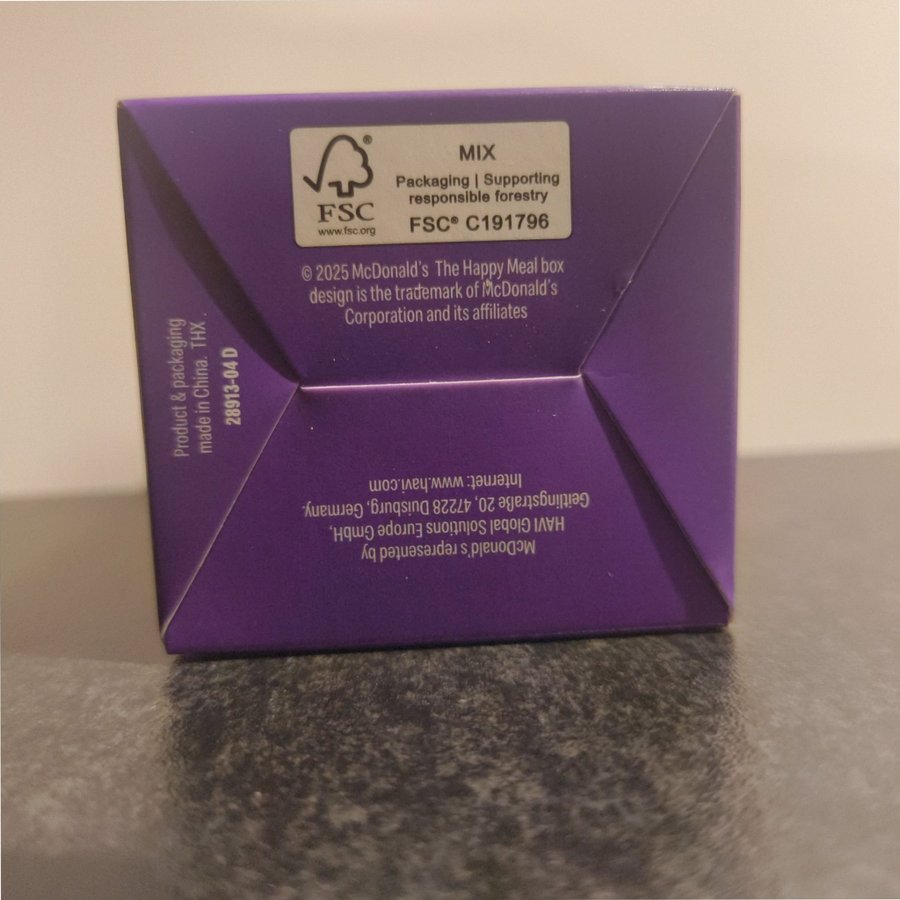 FSC®
www.fsc.org
MIX
Packaging | Supporting
responsible forestry
FSC® C191796
© 2025 McDonald's The Happy Meal box
design is the trademark of McDonald's
Corporation and its affiliates
Product & packaging
made in China. THX .
28913-04 D
McDonald's represented by
HAVI Global Solutions Europe GmbH,
Geitlingstraße 20, 47228 Duisburg, Germany.
Internet: www.havi.com